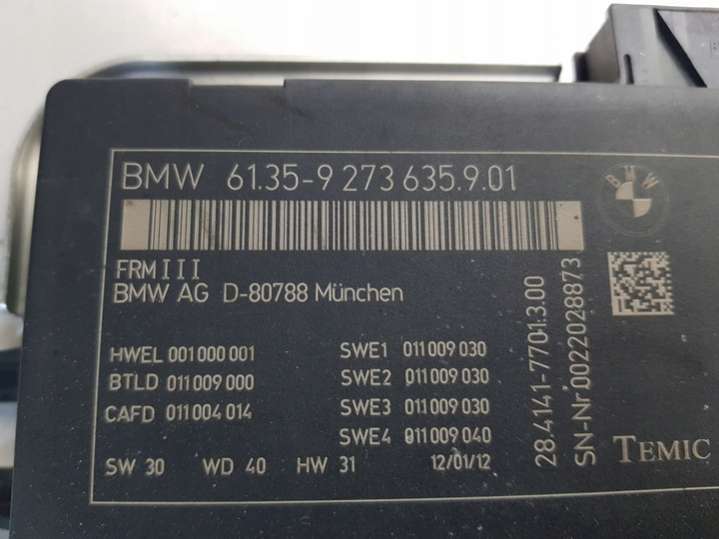 BMW 61.35-9 273 635.9.01
BMW
FRM III
BMW AG D-80788 München
HWEL 001 000 001
BTLD 011 009 000
CAFD 011 004 014
SWE1 011 009 030
SWE2 011 009 030
SWE3 011 009 030
SWE4 011 009 040
SW 30 WD 40 HW 31 12/01/12
28.4141-7701.3.00
SN-Nr.0022028873
TEMIC